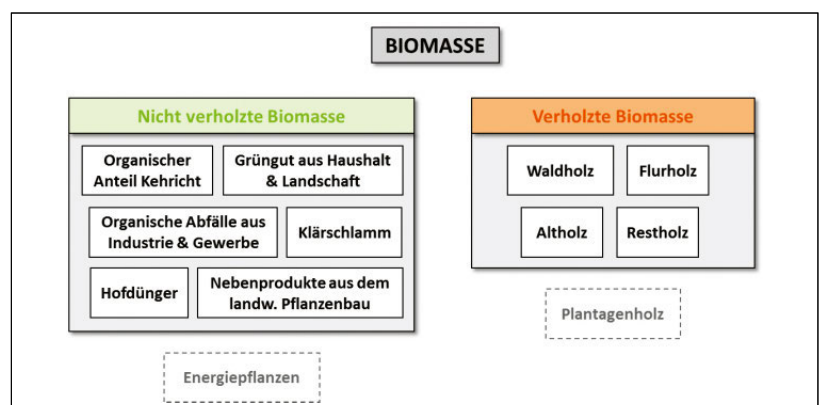 BIOMASSE
Nicht verholzte Biomasse
Organischer
Anteil Kehricht
Grüngut aus Haushalt
& Landschaft
Organische Abfälle aus
Industrie & Gewerbe
Klärschlamm
Hofdünger
Nebenprodukte aus dem
landw. Pflanzenbau
Energiepflanzen
Verholzte Biomasse
Waldholz
Flurholz
Altholz
Restholz
Plantagenholz